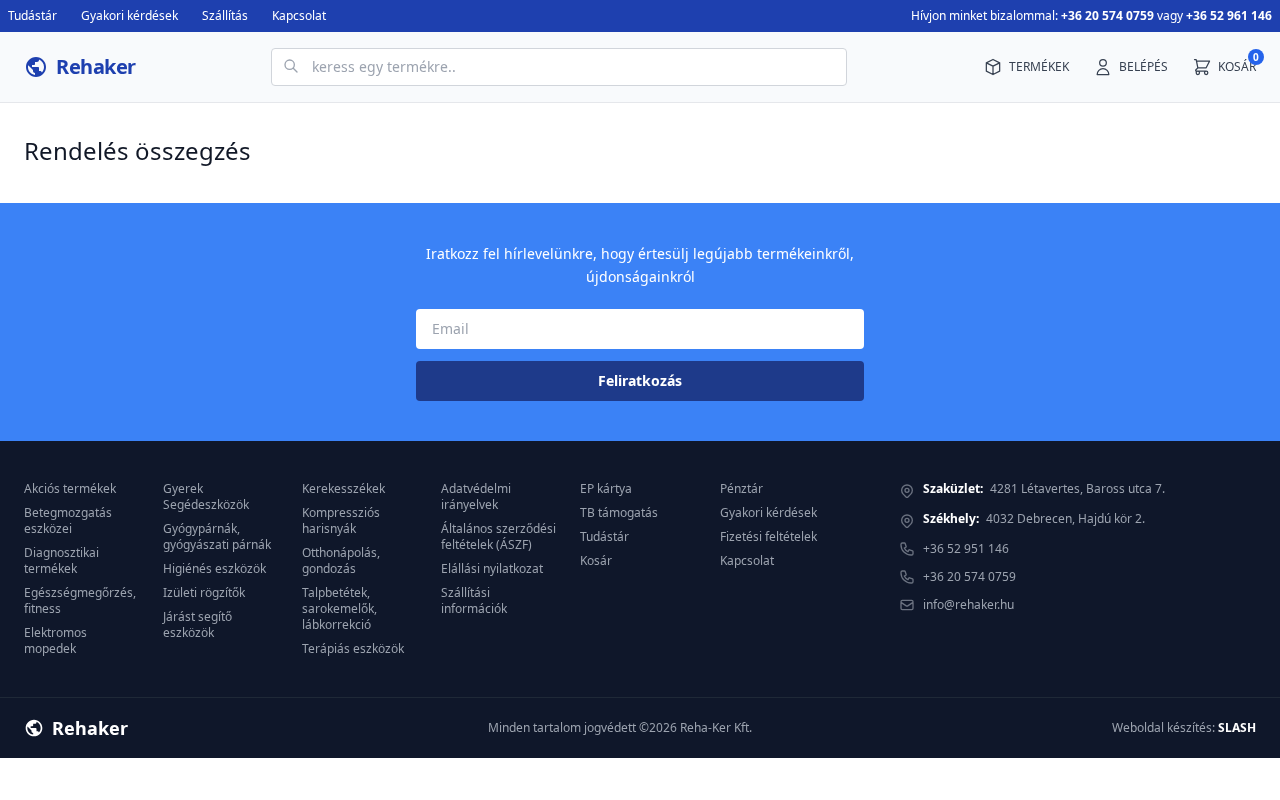 Tudástár Gyakori kérdések Szállítás Kapcsolat Hívjon minket bizalommal: +36 20 574 0759 vagy +36 52 961 146
Rehaker keress egy termékre.. TERMÉKEK BELÉPÉS KOSÁR 0
Rendelés összegzés
Iratkozz fel hírlevelünkre, hogy értesülj legújabb termékeinkről,
újdonságainkról
Email
Feliratkozás
Akciós termékek
Betegmozgatás
eszközei
Diagnosztikai
termékek
Egészségmegőrzés,
fitness
Elektromos
mopedek
Gyerek
Segédeszközök
Gyógypárnák,
gyógyászati párnák
Higiénés eszközök
Izületi rögzítők
Járást segítő
eszközök
Kerekesszékek
Kompressziós
harisnyák
Otthonápolás,
gondozás
Talpbetétek,
sarokemelők,
lábkorrekció
Terápiás eszközök
Adatvédelmi
irányelvek
Általános szerződési
feltételek (ÁSZF)
Elállási nyilatkozat
Szállítási
információk
EP kártya
TB támogatás
Tudástár
Kosár
Pénztár
Gyakori kérdések
Fizetési feltételek
Kapcsolat
Szaküzlet: 4281 Létavertes, Baross utca 7.
Székhely: 4032 Debrecen, Hajdú kör 2.
+36 52 951 146
+36 20 574 0759
info@rehaker.hu
Rehaker Minden tartalom jogvédett ©2026 Reha-Ker Kft. Weboldal készítés: SLASH